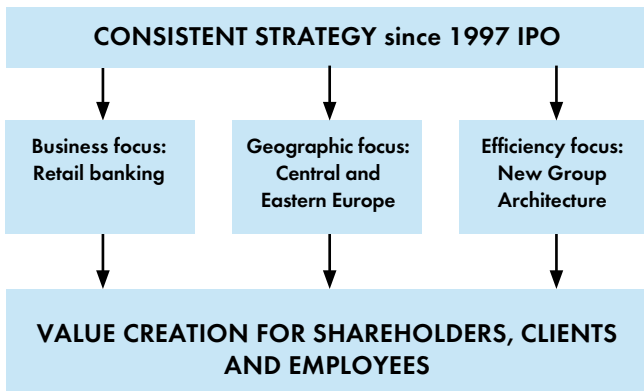 CONSISTENT STRATEGY since 1997 IPO
Business focus:
Retail banking
Geographic focus:
Central and
Eastern Europe
Efficiency focus:
New Group
Architecture
VALUE CREATION FOR SHAREHOLDERS, CLIENTS
AND EMPLOYEES